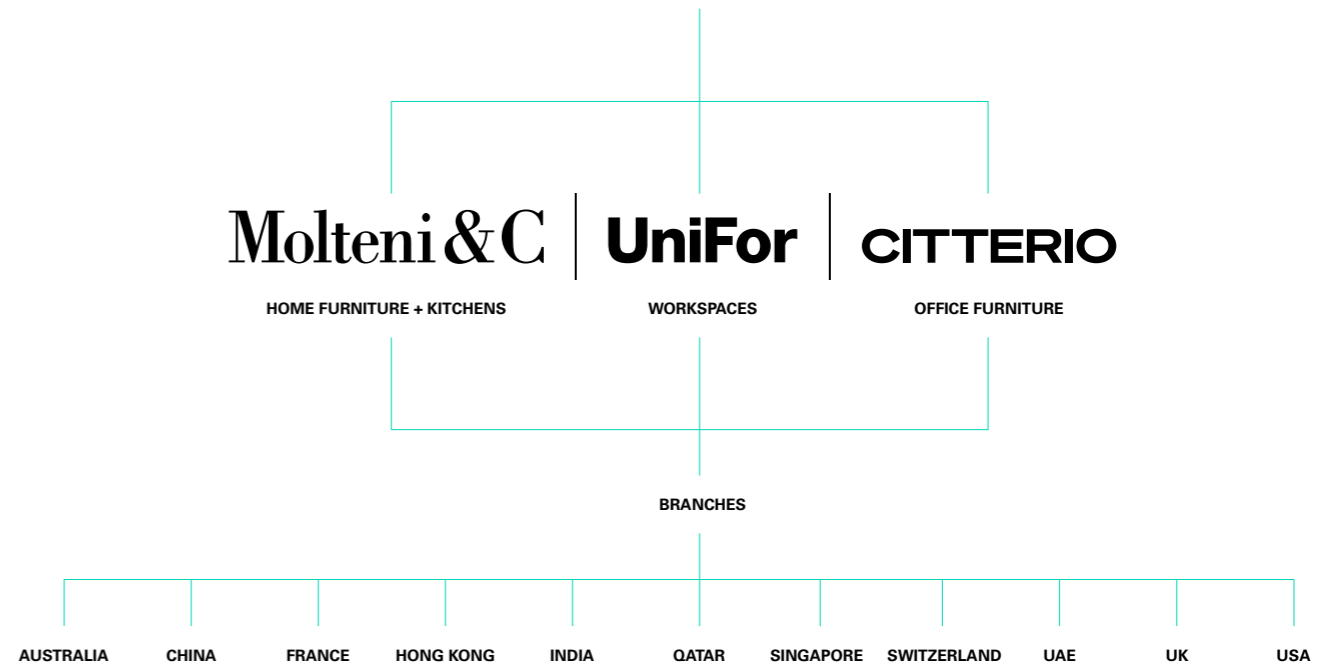 Molteni&C
UniFor
CITTERIO
HOME FURNITURE + KITCHENS
WORKSPACES
OFFICE FURNITURE
BRANCHES
AUSTRALIA
CHINA
FRANCE
HONG KONG
INDIA
QATAR
SINGAPORE
SWITZERLAND
UAE
UK
USA